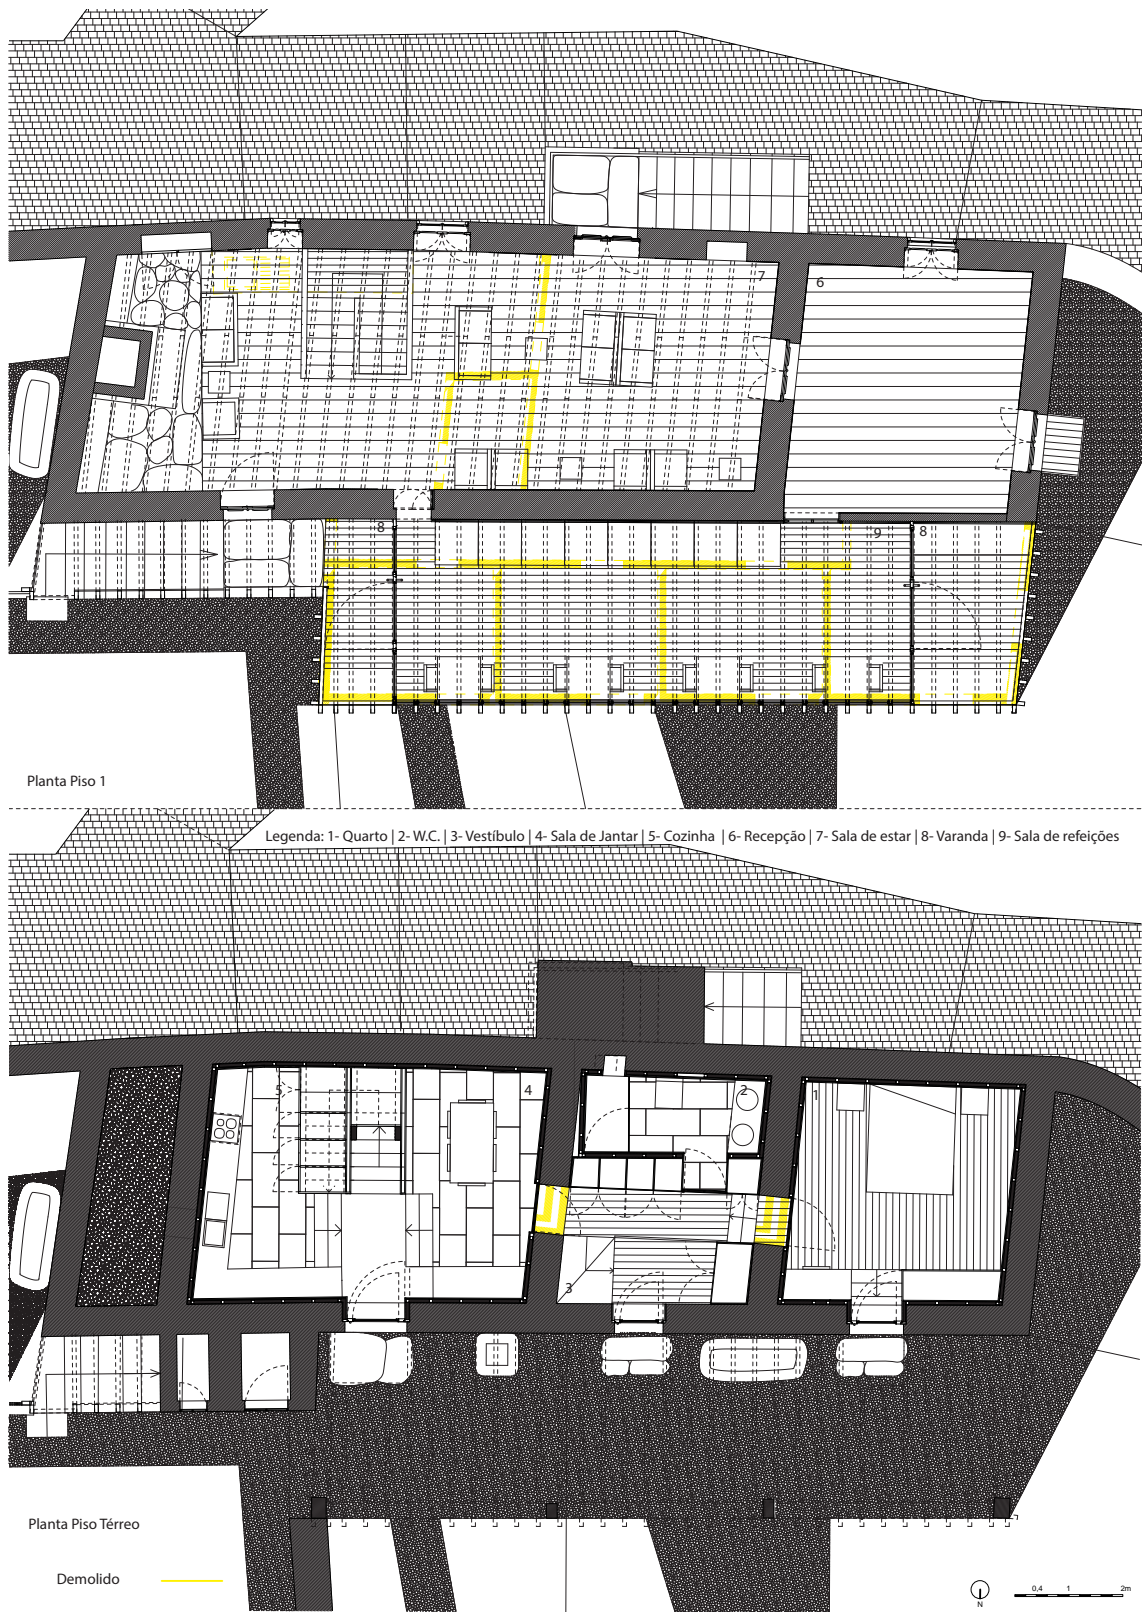 7
6
8
9
8
Planta Piso 1
Legenda: 1- Quarto | 2- W.C. | 3- Vestíbulo | 4- Sala de Jantar | 5- Cozinha | 6- Recepção | 7- Sala de estar | 8- Varanda | 9- Sala de refeições
5
4
2
1
3
Planta Piso Térreo
Demolido
N
0,4 1 2m